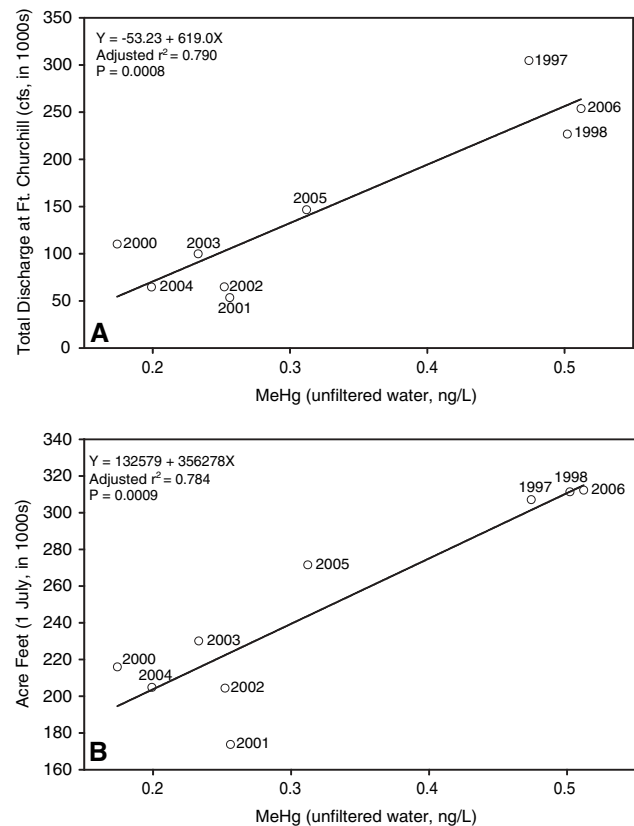 Y = -53.23 + 619.0X
Adjusted r² = 0.790
P = 0.0008
Total Discharge at Ft. Churchill (cfs, in 1000s)
350
300
250
200
150
100
50
0
1997
2006
1998
2005
2000
2003
2004
2002
2001
A
0.2 0.3 0.4 0.5
MeHg (unfiltered water, ng/L)
Y = 132579 + 356278X
Adjusted r² = 0.784
P = 0.0009
Acre Feet (1 July, in 1000s)
340
320
300
280
260
240
220
200
180
160
1998
1997
2006
2005
2003
2000
2004
2002
2001
B
0.2 0.3 0.4 0.5
MeHg (unfiltered water, ng/L)